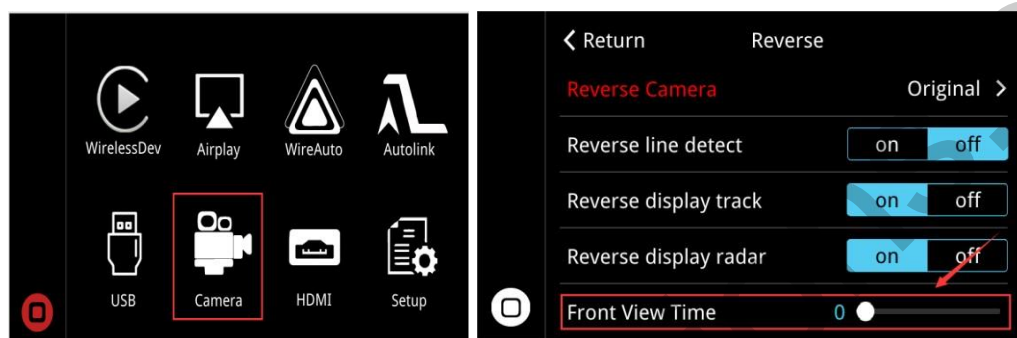 WirelessDev Airplay WireAuto Autolink
USB Camera HDMI Setup
Return Reverse
Reverse Camera Original
Reverse line detect on off
Reverse display track on off
Reverse display radar on off
Front View Time 0